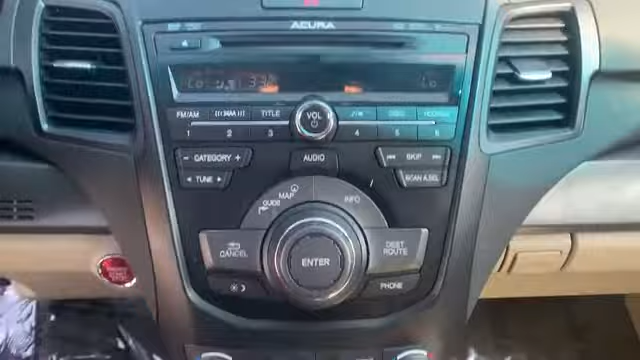 ACURA
FM/AM TITLE VOL
1 2 3 4 5 6
- CATEGORY + AUDIO SKIP
TUNE SCAN A.SEL
MAP
GUIDE INFO
CANCEL ENTER DEST
ROUTE
PHONE